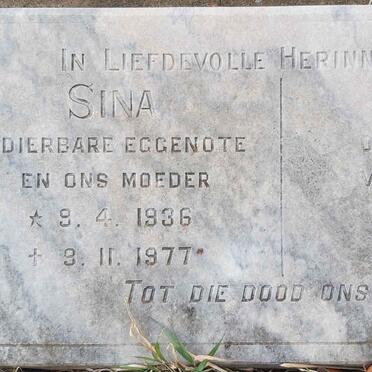 IN LIEFDEVOLLE HERINN
SINA
DIERBARE EGGENOTE
EN ONS MOEDER
★ 9. 4. 1936
✝ 9. 11. 1977
TOT DIE DOOD ONS